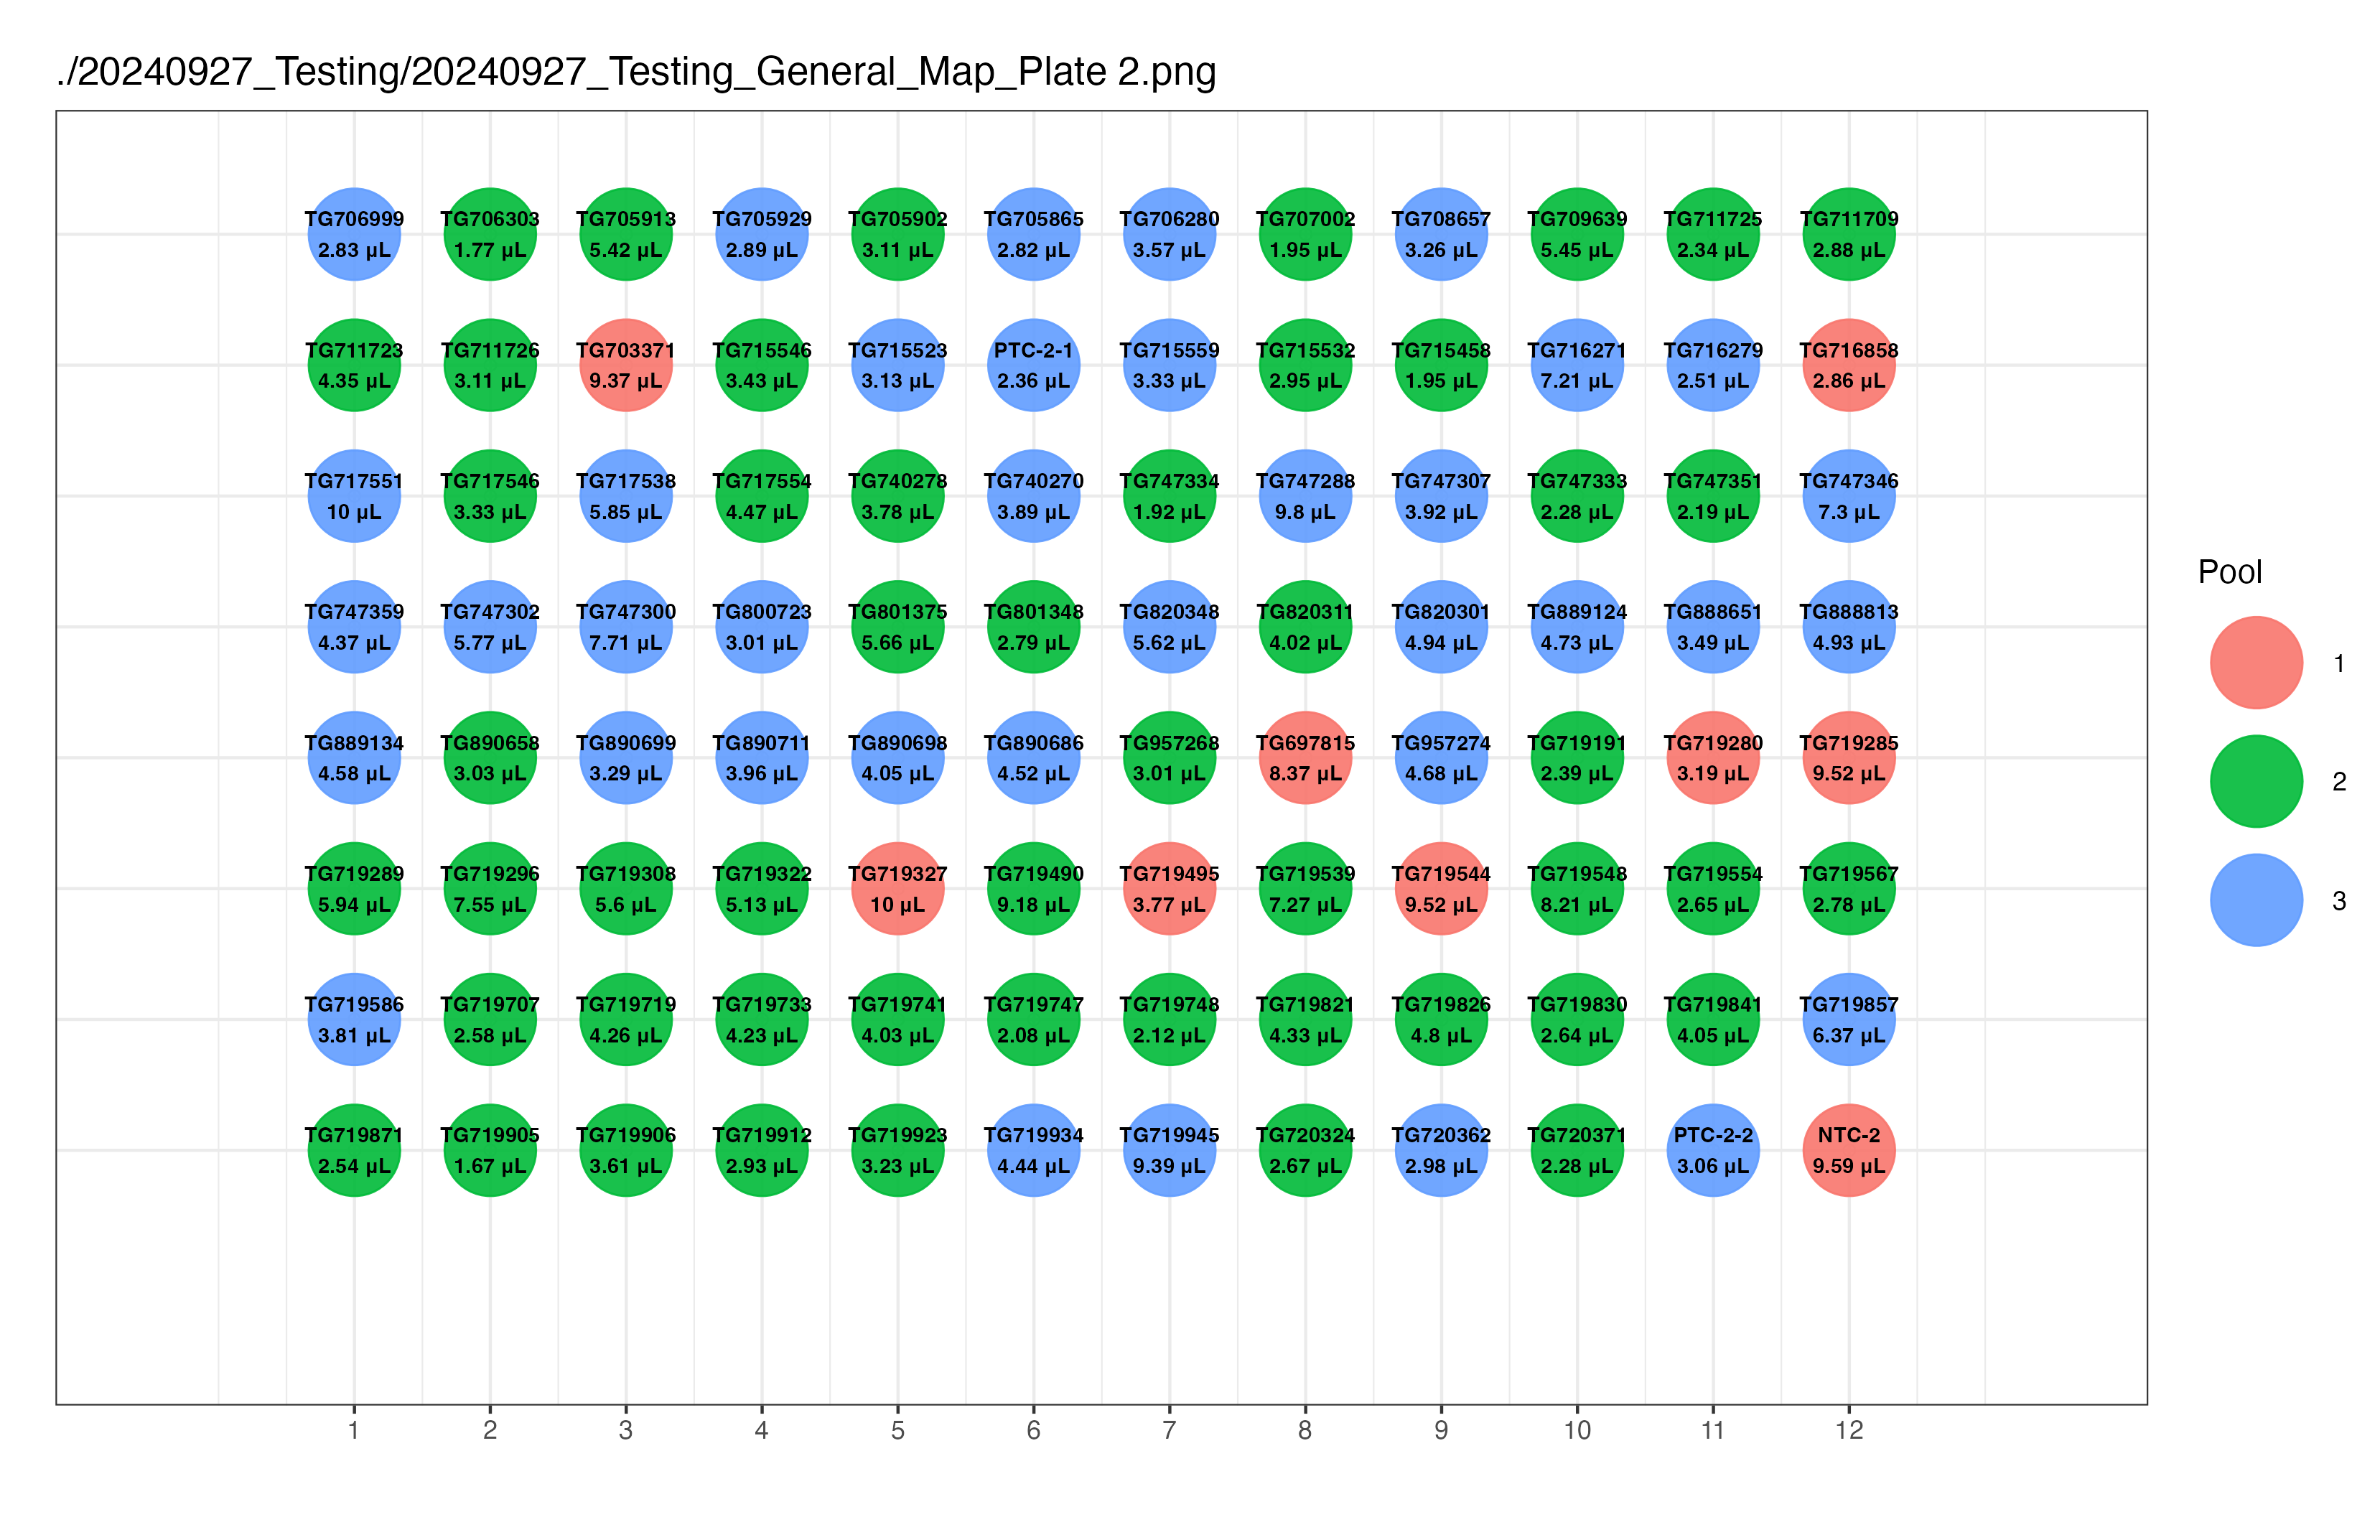 ./20240927_Testing/20240927_Testing_General_Map_Plate 2.png
TG706999 TG706303 TG705913 TG705929 TG705902 TG705865 TG706280 TG707002 TG708657 TG709639 TG711725 TG711709
2.83 µL 1.77 µL 5.42 µL 2.89 µL 3.11 µL 2.82 µL 3.57 µL 1.95 µL 3.26 µL 5.45 µL 2.34 µL 2.88 µL
TG711723 TG711726 TG703371 TG715546 TG715523 PTC-2-1 TG715559 TG715532 TG715458 TG716271 TG716279 TG716858
4.35 µL 3.11 µL 9.37 µL 3.43 µL 3.13 µL 2.36 µL 3.33 µL 2.95 µL 1.95 µL 7.21 µL 2.51 µL 2.86 µL
TG717551 TG717546 TG717538 TG717554 TG740278 TG740270 TG747334 TG747288 TG747307 TG747333 TG747351 TG747346
10 µL 3.33 µL 5.85 µL 4.47 µL 3.78 µL 3.89 µL 1.92 µL 9.8 µL 3.92 µL 2.28 µL 2.19 µL 7.3 µL
TG747359 TG747302 TG747300 TG800723 TG801375 TG801348 TG820348 TG820311 TG820301 TG889124 TG888651 TG888813
4.37 µL 5.77 µL 7.71 µL 3.01 µL 5.66 µL 2.79 µL 5.62 µL 4.02 µL 4.94 µL 4.73 µL 3.49 µL 4.93 µL
TG889134 TG890658 TG890699 TG890711 TG890698 TG890686 TG957268 TG697815 TG957274 TG719191 TG719280 TG719285
4.58 µL 3.03 µL 3.29 µL 3.96 µL 4.05 µL 4.52 µL 3.01 µL 8.37 µL 4.68 µL 2.39 µL 3.19 µL 9.52 µL
TG719289 TG719296 TG719308 TG719322 TG719327 TG719490 TG719495 TG719539 TG719544 TG719548 TG719554 TG719567
5.94 µL 7.55 µL 5.6 µL 5.13 µL 10 µL 9.18 µL 3.77 µL 7.27 µL 9.52 µL 8.21 µL 2.65 µL 2.78 µL
TG719586 TG719707 TG719719 TG719733 TG719741 TG719747 TG719748 TG719821 TG719826 TG719830 TG719841 TG719857
3.81 µL 2.58 µL 4.26 µL 4.23 µL 4.03 µL 2.08 µL 2.12 µL 4.33 µL 4.8 µL 2.64 µL 4.05 µL 6.37 µL
TG719871 TG719905 TG719906 TG719912 TG719923 TG719934 TG719945 TG720324 TG720362 TG720371 PTC-2-2 NTC-2
2.54 µL 1.67 µL 3.61 µL 2.93 µL 3.23 µL 4.44 µL 9.39 µL 2.67 µL 2.98 µL 2.28 µL 3.06 µL 9.59 µL
1 2 3 4 5 6 7 8 9 10 11 12
Pool
1
2
3